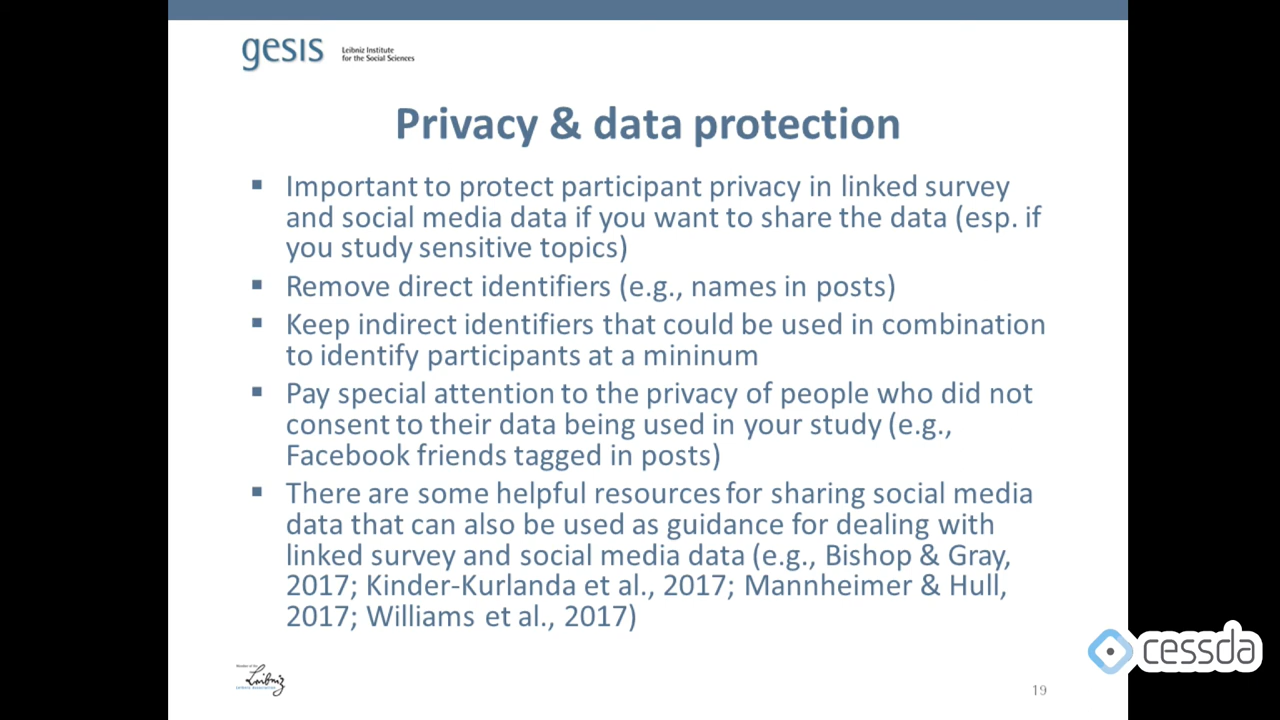 gesis
Leibniz Institute
for the Social Sciences
Privacy & data protection
▪ Important to protect participant privacy in linked survey
and social media data if you want to share the data (esp. if
you study sensitive topics)
▪ Remove direct identifiers (e.g., names in posts)
▪ Keep indirect identifiers that could be used in combination
to identify participants at a mininum
▪ Pay special attention to the privacy of people who did not
consent to their data being used in your study (e.g.,
Facebook friends tagged in posts)
▪ There are some helpful resources for sharing social media
data that can also be used as guidance for dealing with
linked survey and social media data (e.g., Bishop & Gray,
2017; Kinder-Kurlanda et al., 2017; Mannheimer & Hull,
2017; Williams et al., 2017)
Member of the
Leibniz
cessda
19